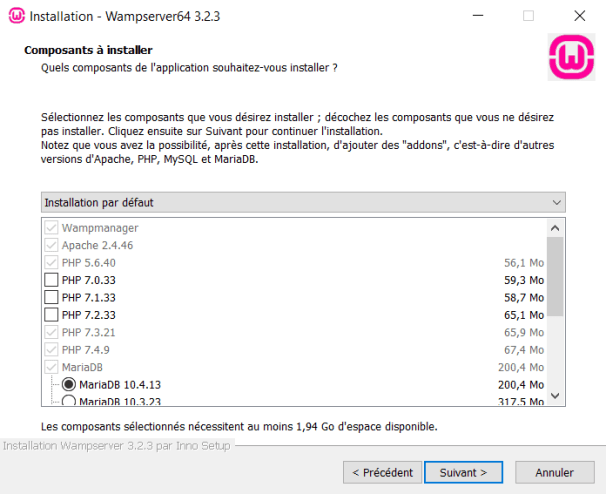 Installation - Wampserver64 3.2.3
Composants à installer
Quels composants de l'application souhaitez-vous installer ?
Sélectionnez les composants que vous désirez installer ; décochez les composants que vous ne désirez
pas installer. Cliquez ensuite sur Suivant pour continuer l'installation.
Notez que vous avez la possibilité, après cette installation, d'ajouter des "addons", c'est-à-dire d'autres
versions d'Apache, PHP, MySQL et MariaDB.
Installation par défaut
Wampmanager
Apache 2.4.46
PHP 5.6.40 56,1 Mo
PHP 7.0.33 59,3 Mo
PHP 7.1.33 58,7 Mo
PHP 7.2.33 65,1 Mo
PHP 7.3.21 65,9 Mo
PHP 7.4.9 67,4 Mo
MariaDB 200,4 Mo
MariaDB 10.4.13 200,4 Mo
MariaDB 10.3.23 317,5 Mo
Les composants sélectionnés nécessitent au moins 1,94 Go d'espace disponible.
Installation Wampserver 3.2.3 par Inno Setup
< Précédent Suivant > Annuler